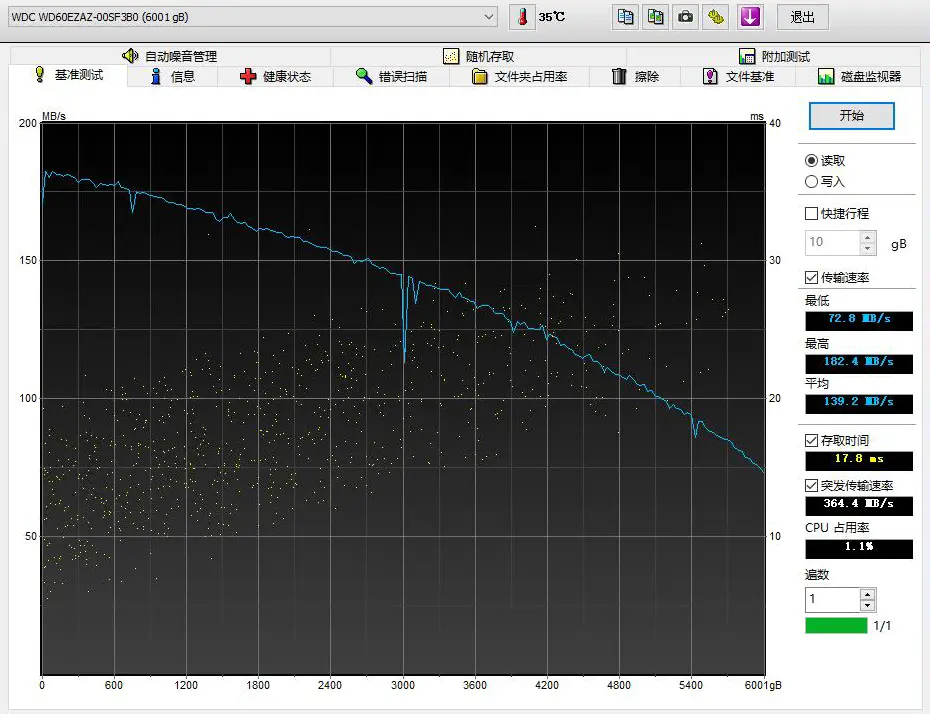 WDC WD60EZAZ-00SF3B0 (6001 gB)
35℃
退出
自动噪音管理
随机存取
附加测试
基准测试
信息
健康状态
错误扫描
文件夹占用率
擦除
文件基准
磁盘监视器
MB/s
ms
200
150
100
50
40
30
20
10
0
600
1200
1800
2400
3000
3600
4200
4800
5400
6001gB
开始
读取
写入
快捷行程
10
gB
传输速率
最低
72.8 MB/s
最高
182.4 MB/s
平均
139.2 MB/s
存取时间
17.8 ms
突发传输速率
364.4 MB/s
CPU 占用率
1.1%
遍数
1
1/1